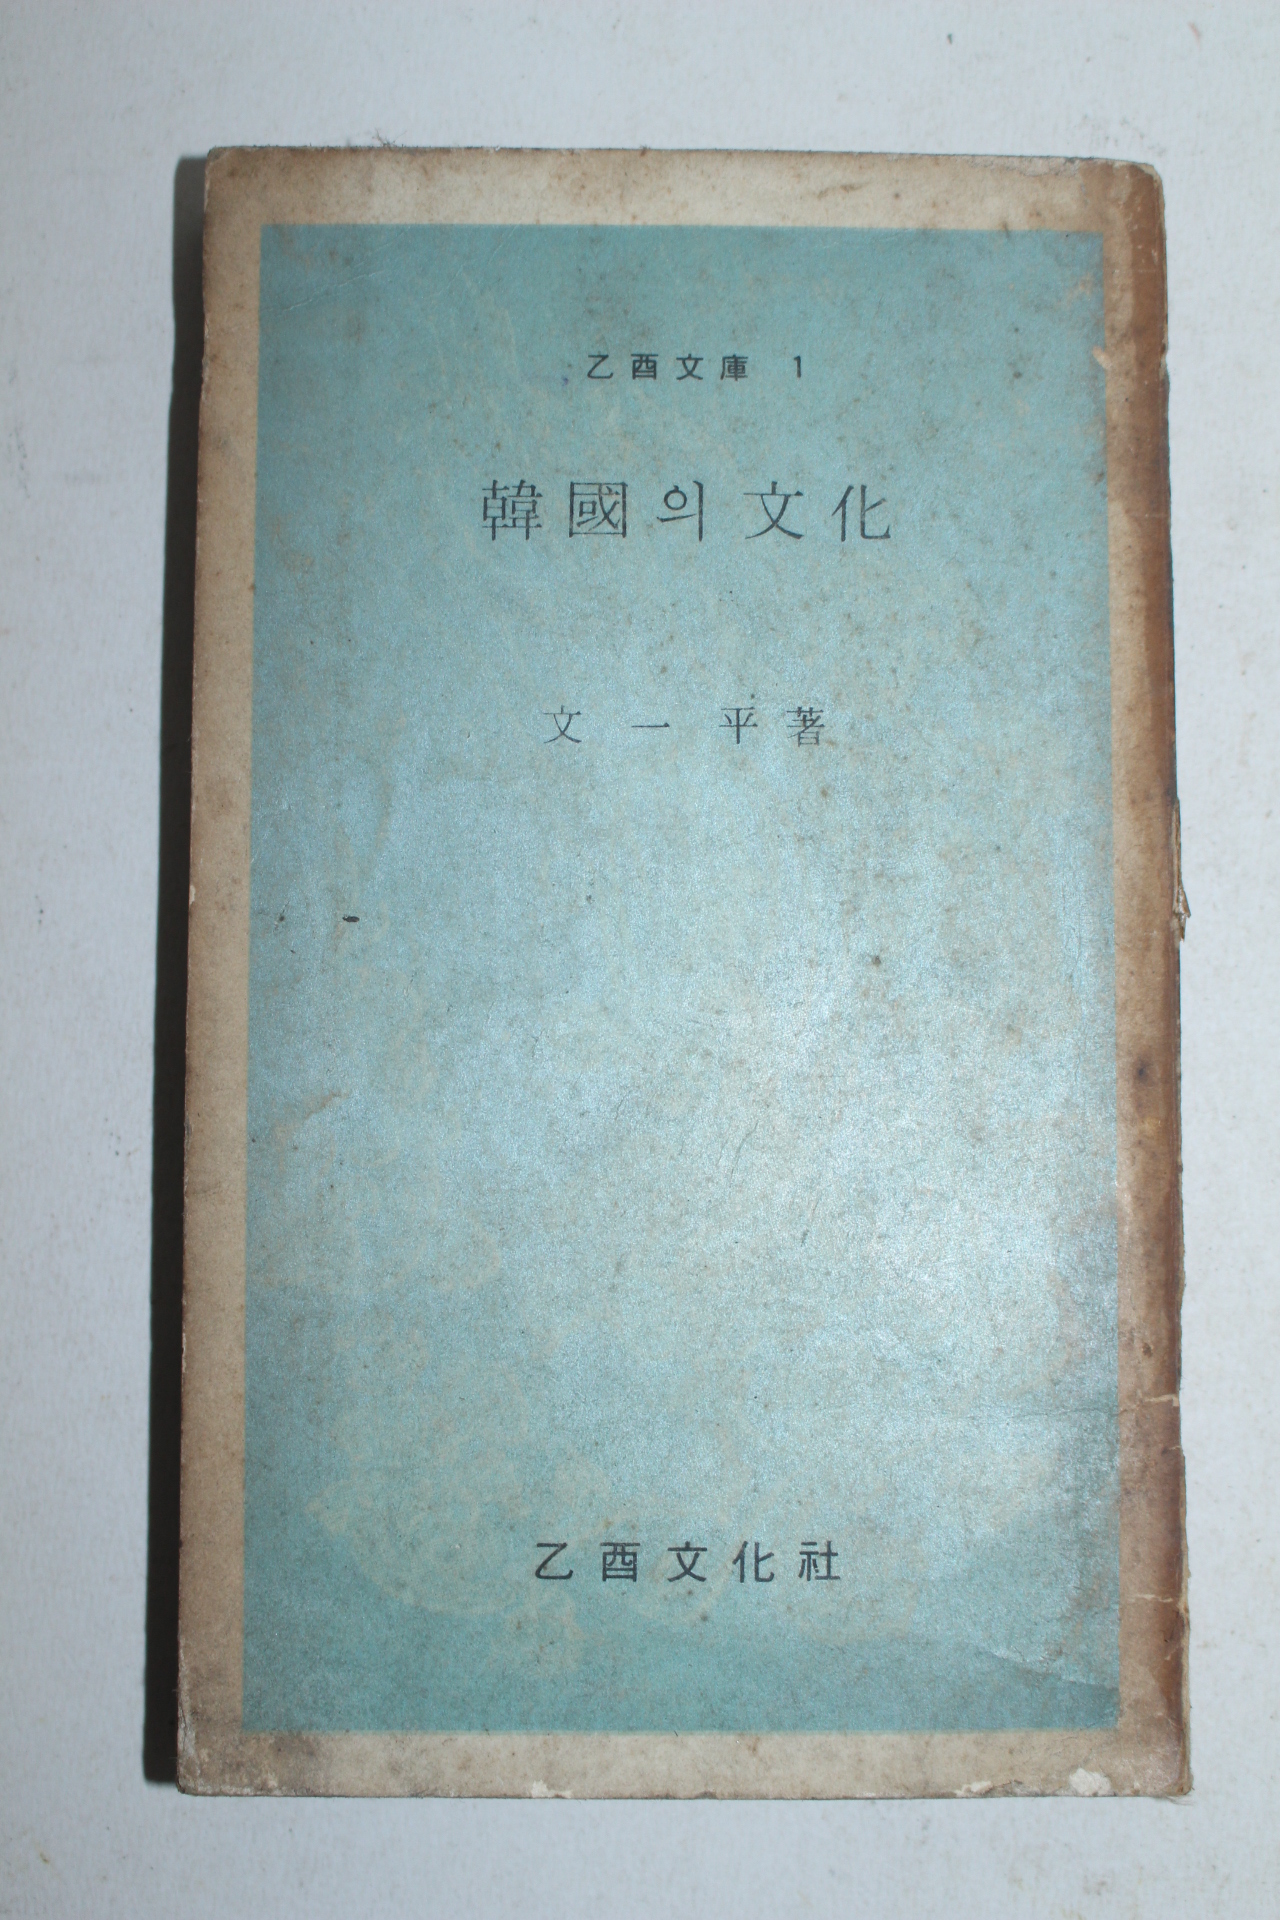 乙酉文庫 1
韓國의 文化
文一平著
乙酉文化社